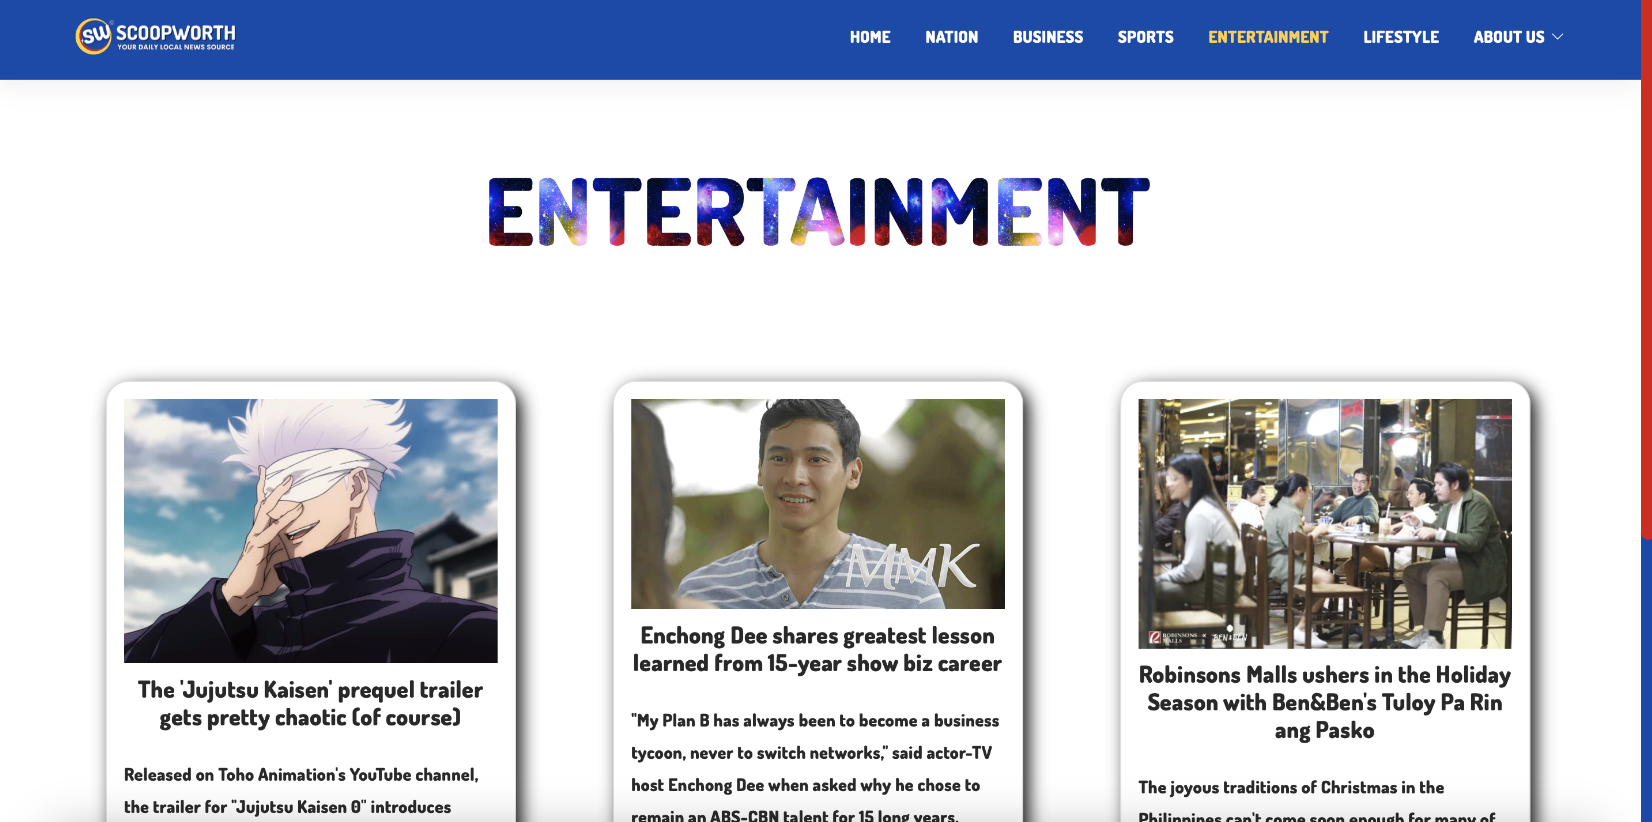 SW SCOOPWORTH
YOUR DAILY LOCAL NEWS SOURCE
HOME NATION BUSINESS SPORTS ENTERTAINMENT LIFESTYLE ABOUT US
ENTERTAINMENT
The 'Jujutsu Kaisen' prequel trailer
gets pretty chaotic (of course)
Released on Toho Animation's YouTube channel,
the trailer for "Jujutsu Kaisen 0" introduces
MMK
Enchong Dee shares greatest lesson
learned from 15-year show biz career
"My Plan B has always been to become a business
tycoon, never to switch networks," said actor-TV
host Enchong Dee when asked why he chose to
remain an ABS-CBN talent for 15 long years.
ROBINSONS MALLS × BEN&BEN
Robinsons Malls ushers in the Holiday
Season with Ben&Ben's Tuloy Pa Rin
ang Pasko
The joyous traditions of Christmas in the
Philippines can't come soon enough for many of